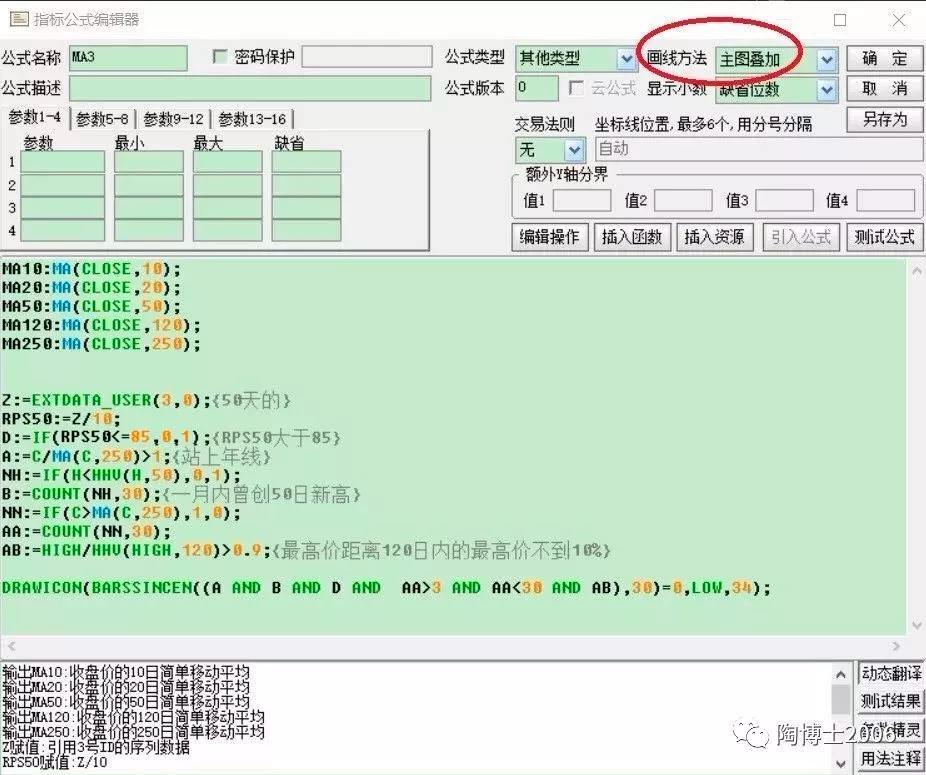 指标公式编辑器
公式名称 MA3 密码保护 公式类型 其他类型 画线方法 主图叠加 确 定
公式描述 公式版本 0 云公式 显示小数 缺省位数 取 消
参数1-4 参数5-8 参数9-12 参数13-16 交易法则 坐标线位置,最多6个,用分号分隔 另存为
参数 最小 最大 缺省 无 自动
1
额外Y轴分界
2 值1 值2 值3 值4
3
4 编辑操作 插入函数 插入资源 引入公式 测试公式
MA10:MA(CLOSE,10);
MA20:MA(CLOSE,20);
MA50:MA(CLOSE,50);
MA120:MA(CLOSE,120);
MA250:MA(CLOSE,250);
Z:=EXTDATA_USER(3,0);{50天的}
RPS50:=Z/10;
D:=IF(RPS50<=85,0,1);{RPS50大于85}
A:=C/MA(C,250)>1;{站上年线}
NH:=IF(H<HHV(H,50),0,1);
B:=COUNT(NH,30);{一月内曾创50日新高}
NN:=IF(C>MA(C,250),1,0);
AA:=COUNT(NN,30);
AB:=HIGH/HHV(HIGH,120)>0.9;{最高价距离120日内的最高价不到10%}
DRAWICON(BARSSINCEN((A AND B AND D AND AA>3 AND AA<30 AND AB),30)=0,LOW,34);
输出MA10:收盘价的10日简单移动平均 动态翻译
输出MA20:收盘价的20日简单移动平均
输出MA50:收盘价的50日简单移动平均 测试结果
输出MA120:收盘价的120日简单移动平均
输出MA250:收盘价的250日简单移动平均
Z赋值:引用3号ID的序列数据 陶博士2006
RPS50赋值:Z/10 用法注释